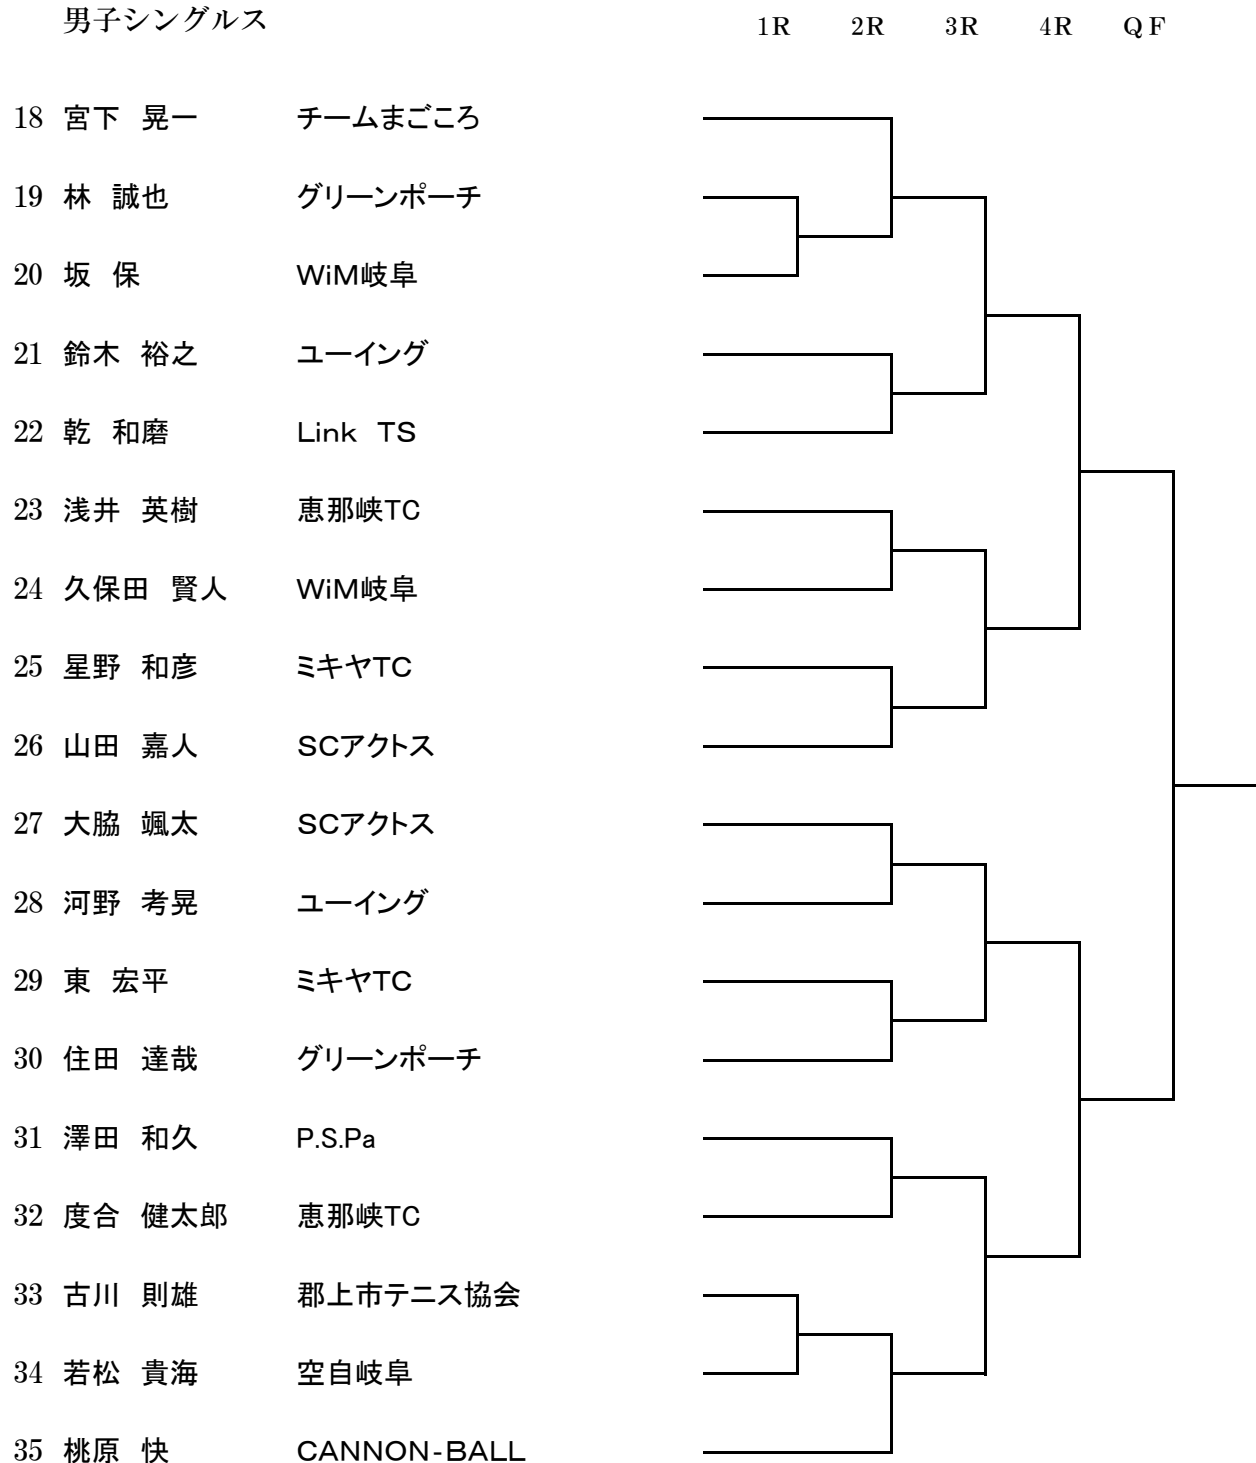 男子シングルス 1R 2R 3R 4R QF
18 宮下 晃一 チームまごころ
19 林 誠也 グリーンポーチ
20 坂 保 WiM岐阜
21 鈴木 裕之 ユーイング
22 乾 和磨 Link TS
23 浅井 英樹 恵那峡TC
24 久保田 賢人 WiM岐阜
25 星野 和彦 ミキヤTC
26 山田 嘉人 SCアクトス
27 大脇 颯太 SCアクトス
28 河野 考晃 ユーイング
29 東 宏平 ミキヤTC
30 住田 達哉 グリーンポーチ
31 澤田 和久 P.S.Pa
32 度合 健太郎 恵那峡TC
33 古川 則雄 郡上市テニス協会
34 若松 貴海 空自岐阜
35 桃原 快 CANNON-BALL